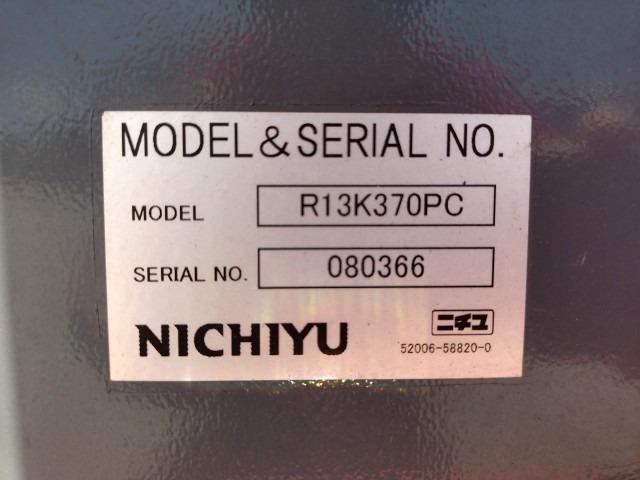 MODEL & SERIAL NO.
MODEL R13K370PC
SERIAL NO. 080366
NICHIYU ニチユ
52006-58820-0